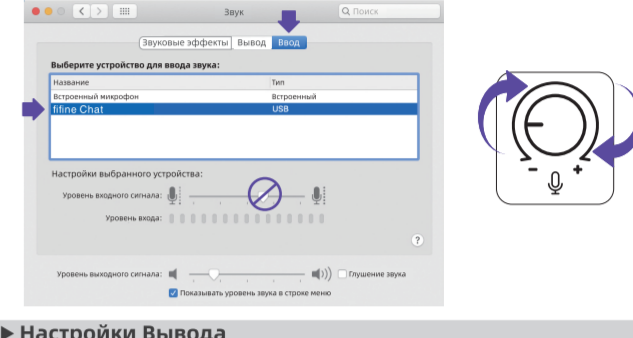 Звук
Поиск
Звуковые эффекты Вывод Ввод
Выберите устройство для ввода звука:
Название Тип
Встроенный микрофон Встроенный
fifine Chat USB
Настройки выбранного устройства:
Уровень входного сигнала:
Уровень входа:
?
Уровень выходного сигнала: Глушение звука
Показывать уровень звука в строке меню
- +
▶ Настройки Вывода